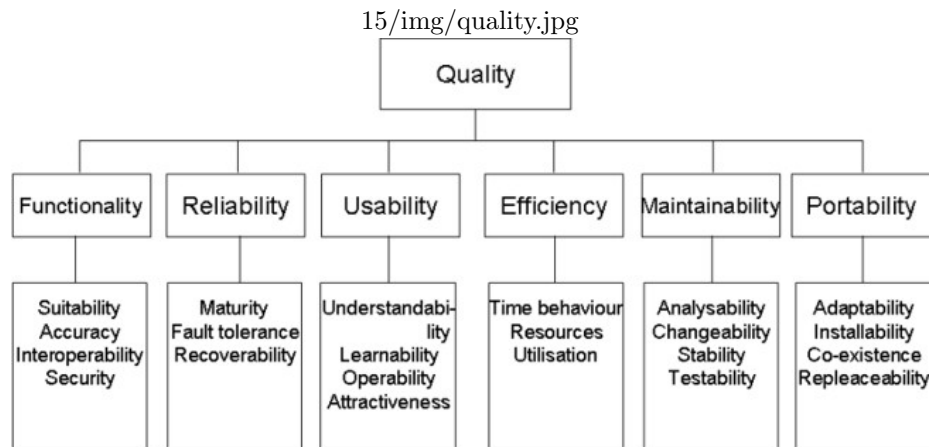 15/img/quality.jpg
Quality
Functionality
Reliability
Usability
Efficiency
Maintainability
Portability
Suitability
Accuracy
Interoperability
Security
Maturity
Fault tolerance
Recoverability
Understandabi-
lity
Learnability
Operability
Attractiveness
Time behaviour
Resources
Utilisation
Analysability
Changeability
Stability
Testability
Adaptability
Installability
Co-existence
Repleaceability